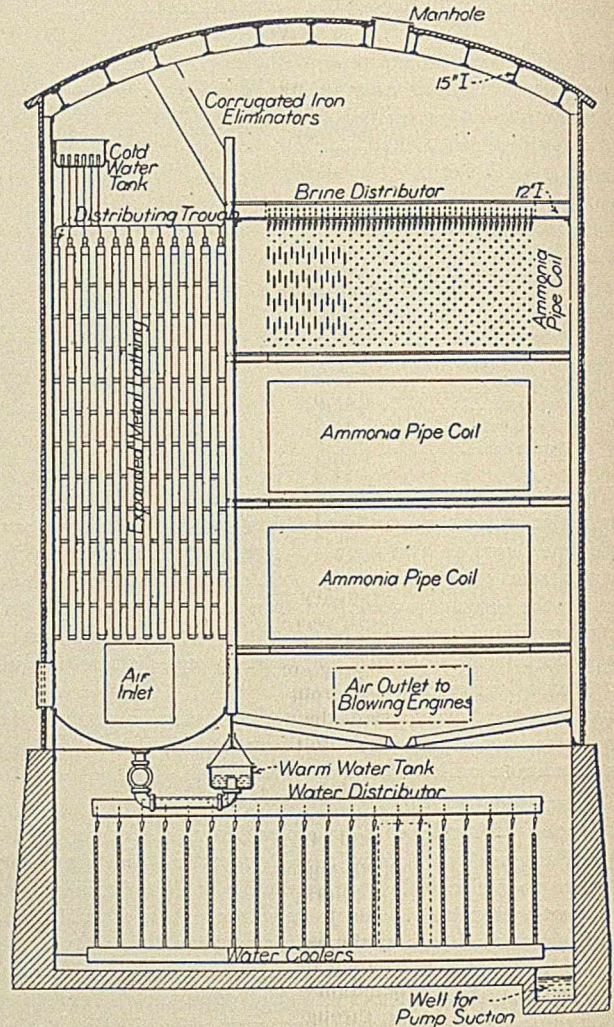 Manhole
15"I
Corrugated Iron
Eliminators
Cold
Water
Tank
Brine Distributor
12"I
Distributing Trough
Ammonia
Pipe Coil
Expanded Metal Lathing
Ammonia Pipe Coil
Ammonia Pipe Coil
Air
Inlet
Air Outlet to
Blowing Engines
Warm Water Tank
Water Distributor
Water Coolers
Well for
Pump Suction